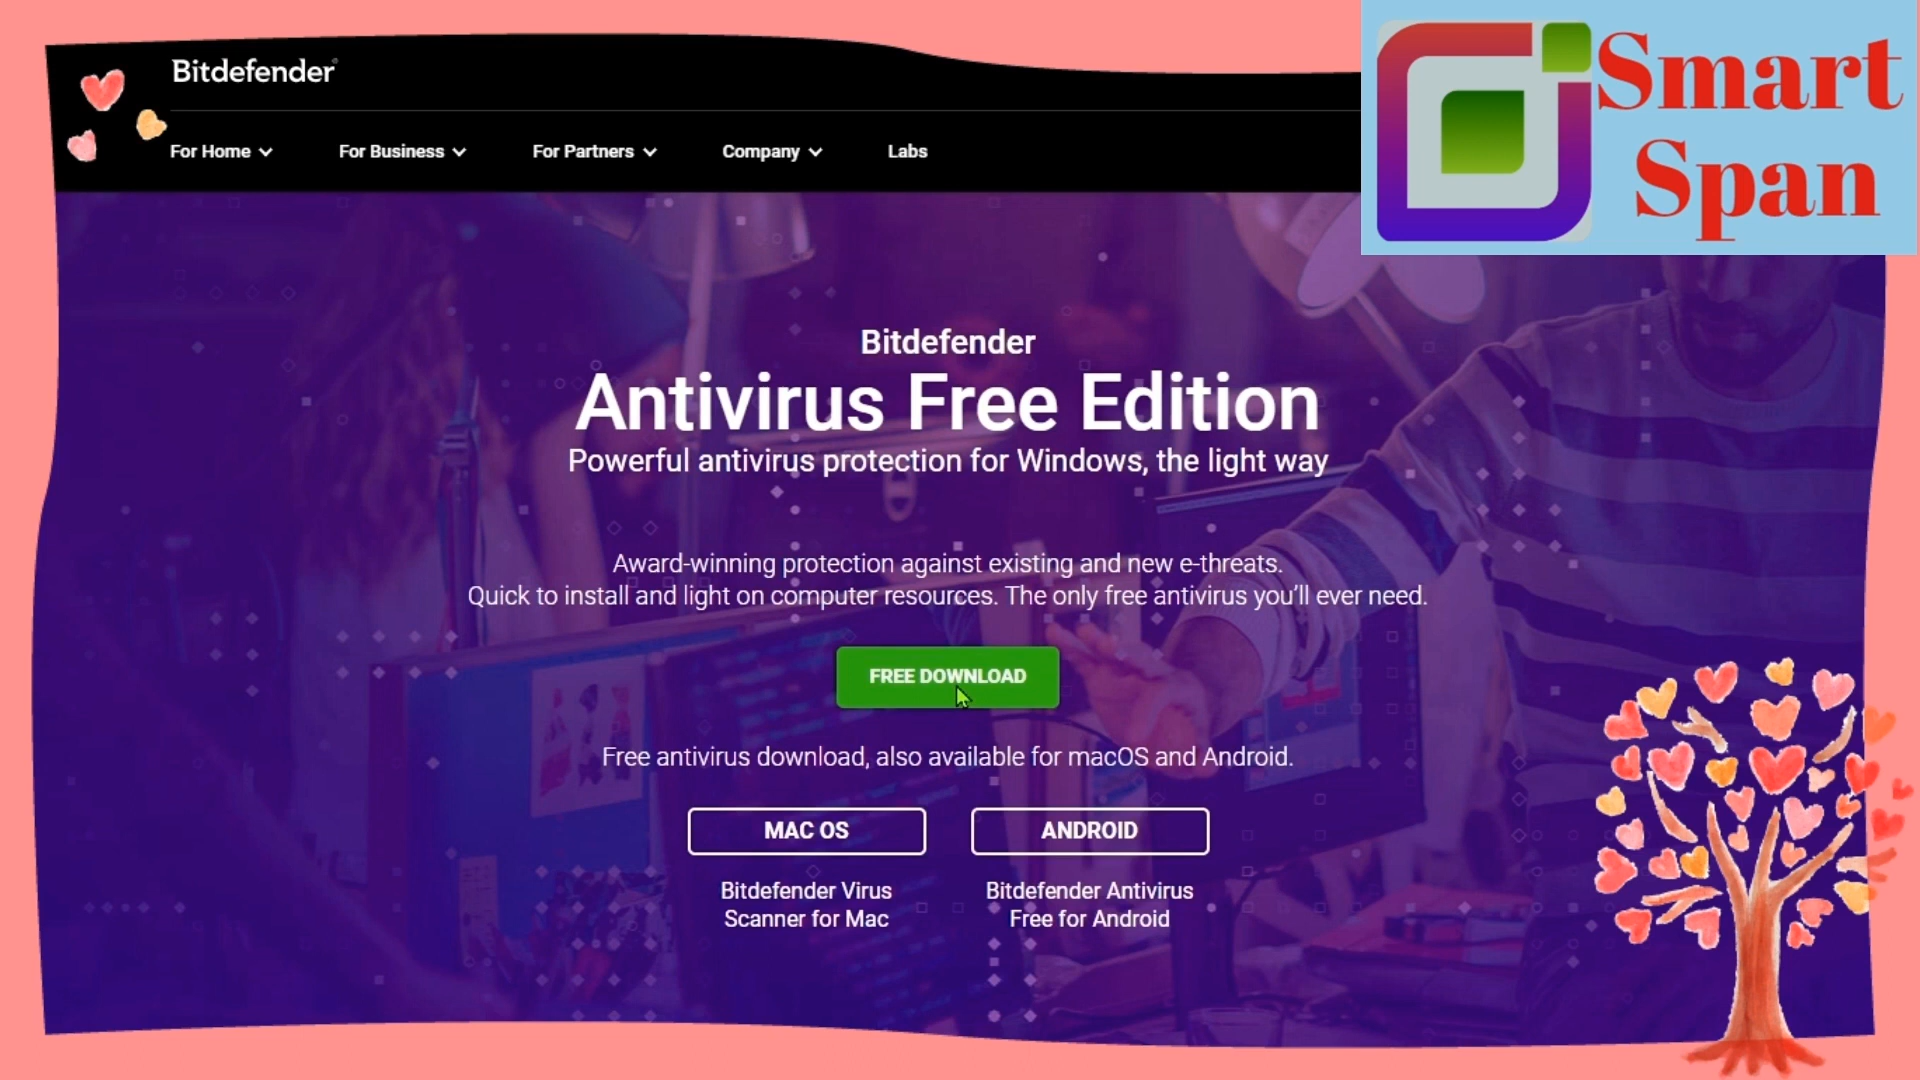 Bitdefender
For Home
For Business
For Partners
Company
Labs
Smart
Span
Bitdefender
Antivirus Free Edition
Powerful antivirus protection for Windows, the light way
Award-winning protection against existing and new e-threats.
Quick to install and light on computer resources. The only free antivirus you’ll ever need.
FREE DOWNLOAD
Free antivirus download, also available for macOS and Android.
MAC OS
ANDROID
Bitdefender Virus
Scanner for Mac
Bitdefender Antivirus
Free for Android